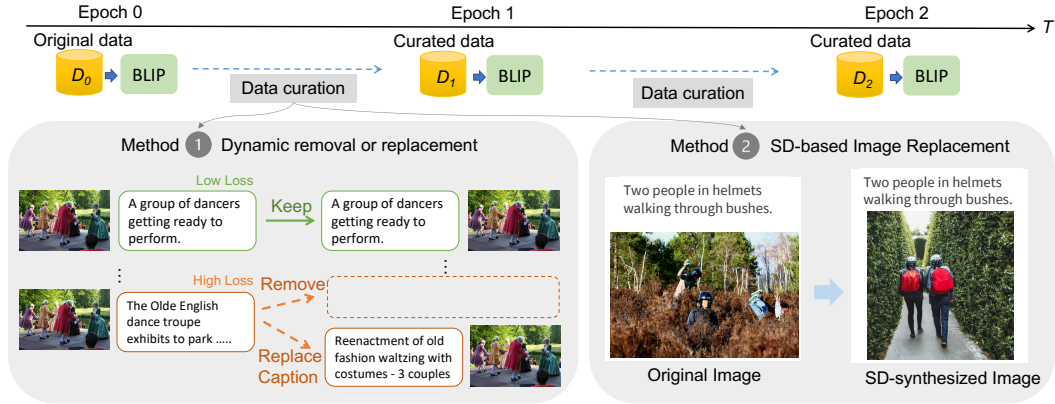 Epoch 0
Epoch 1
Epoch 2
T
Original data
Curated data
Curated data
D0
BLIP
D1
BLIP
D2
BLIP
Data curation
Data curation
Method 1 Dynamic removal or replacement
Low Loss
A group of dancers
getting ready to
perform.
Keep
A group of dancers
getting ready to
perform.
...
...
High Loss
The Olde English
dance troupe
exhibits to park .....
Remove
Replace
Caption
Reenactment of old
fashion waltzing with
costumes - 3 couples
Method 2 SD-based Image Replacement
Two people in helmets
walking through bushes.
Original Image
Two people in helmets
walking through bushes.
SD-synthesized Image